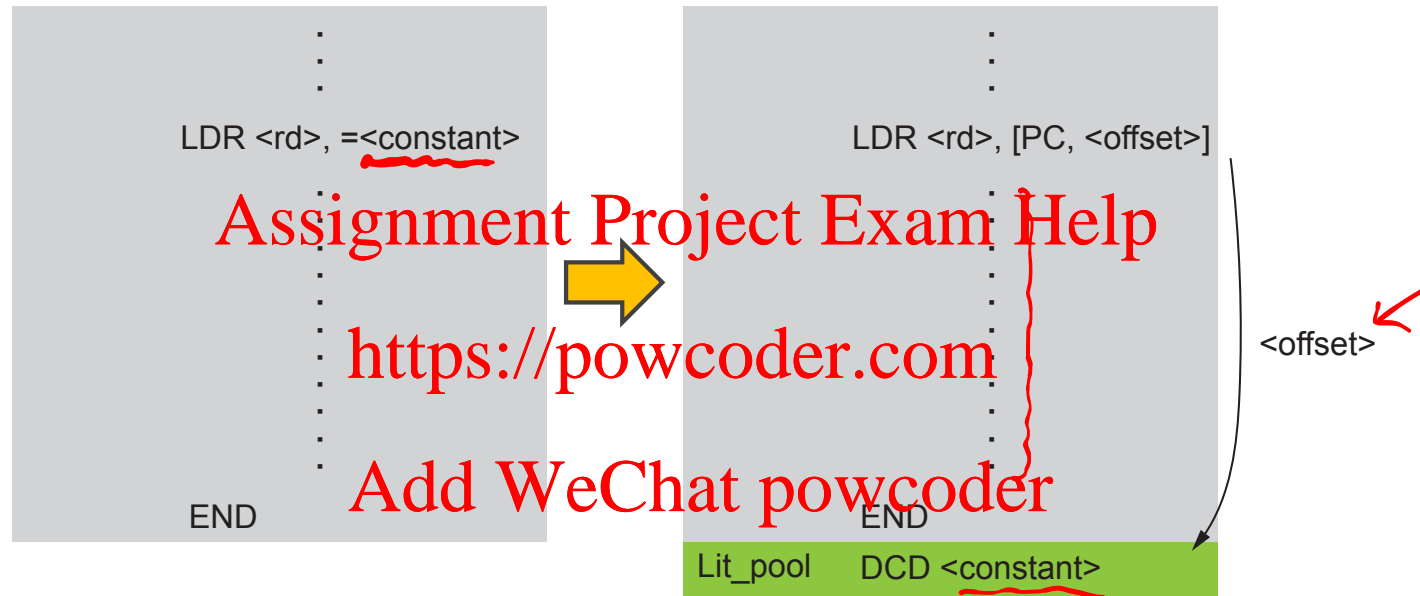 LDR <rd>, =<constant>
LDR <rd>, [PC, <offset>]
Assignment Project Exam Help
https://powcoder.com
<offset>
Add WeChat powcoder
END
END
Lit_pool DCD <constant>